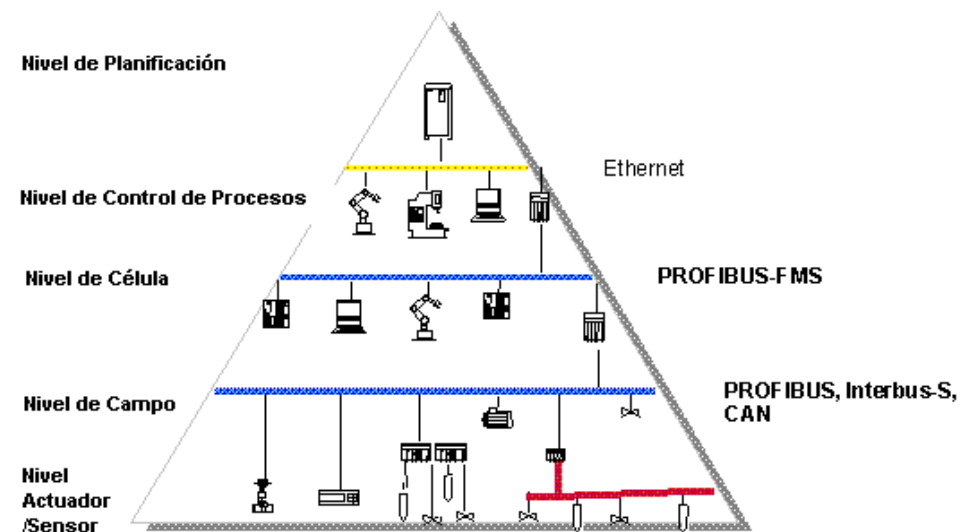 Nivel de Planificación
Ethernet
Nivel de Control de Procesos
Nivel de Célula
PROFIBUS-FMS
Nivel de Campo
PROFIBUS, Interbus-S,
CAN
Nivel
Actuador
/Sensor